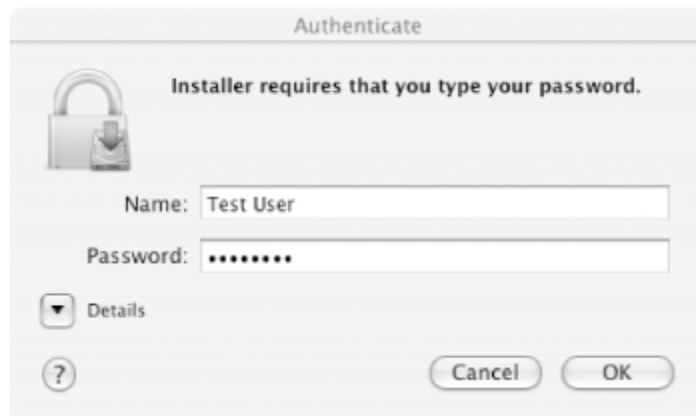 Authenticate
Installer requires that you type your password.
Name: Test User
Password: ••••••••
Details
? Cancel OK